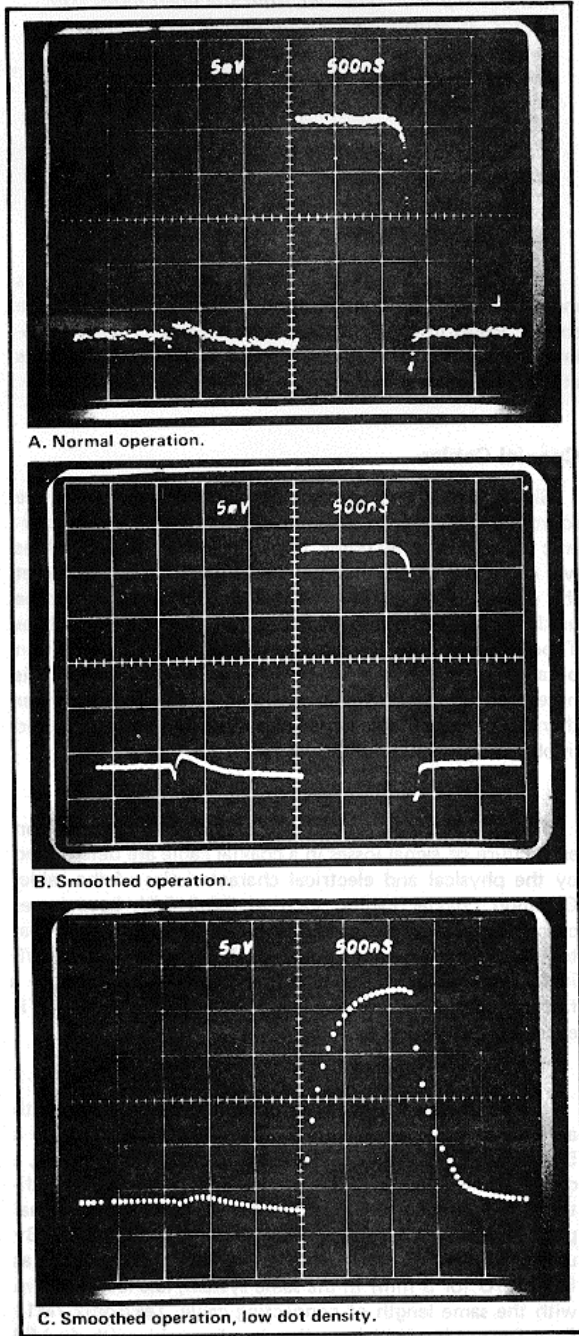 5mV 500nS
A. Normal operation.
5mV 500nS
B. Smoothed operation.
5mV 500nS
C. Smoothed operation, low dot density.